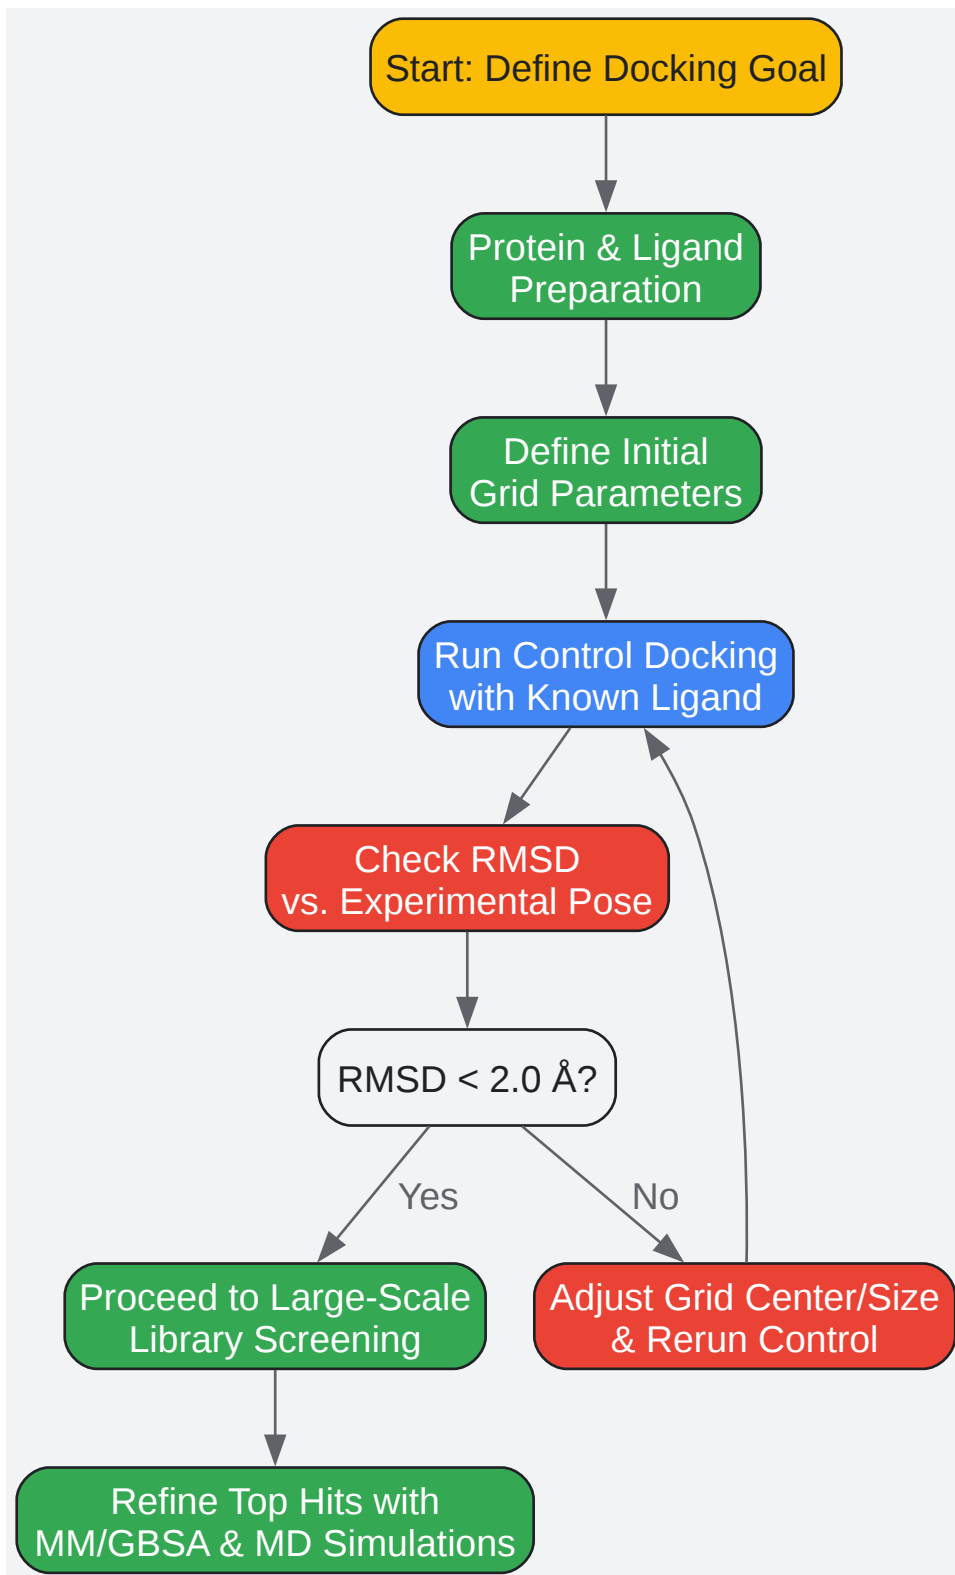 Start: Define Docking Goal
Protein & Ligand
Preparation
Define Initial
Grid Parameters
Run Control Docking
with Known Ligand
Check RMSD
vs. Experimental Pose
RMSD < 2.0 Å?
Yes
No
Proceed to Large-Scale
Library Screening
Adjust Grid Center/Size
& Rerun Control
Refine Top Hits with
MM/GBSA & MD Simulations